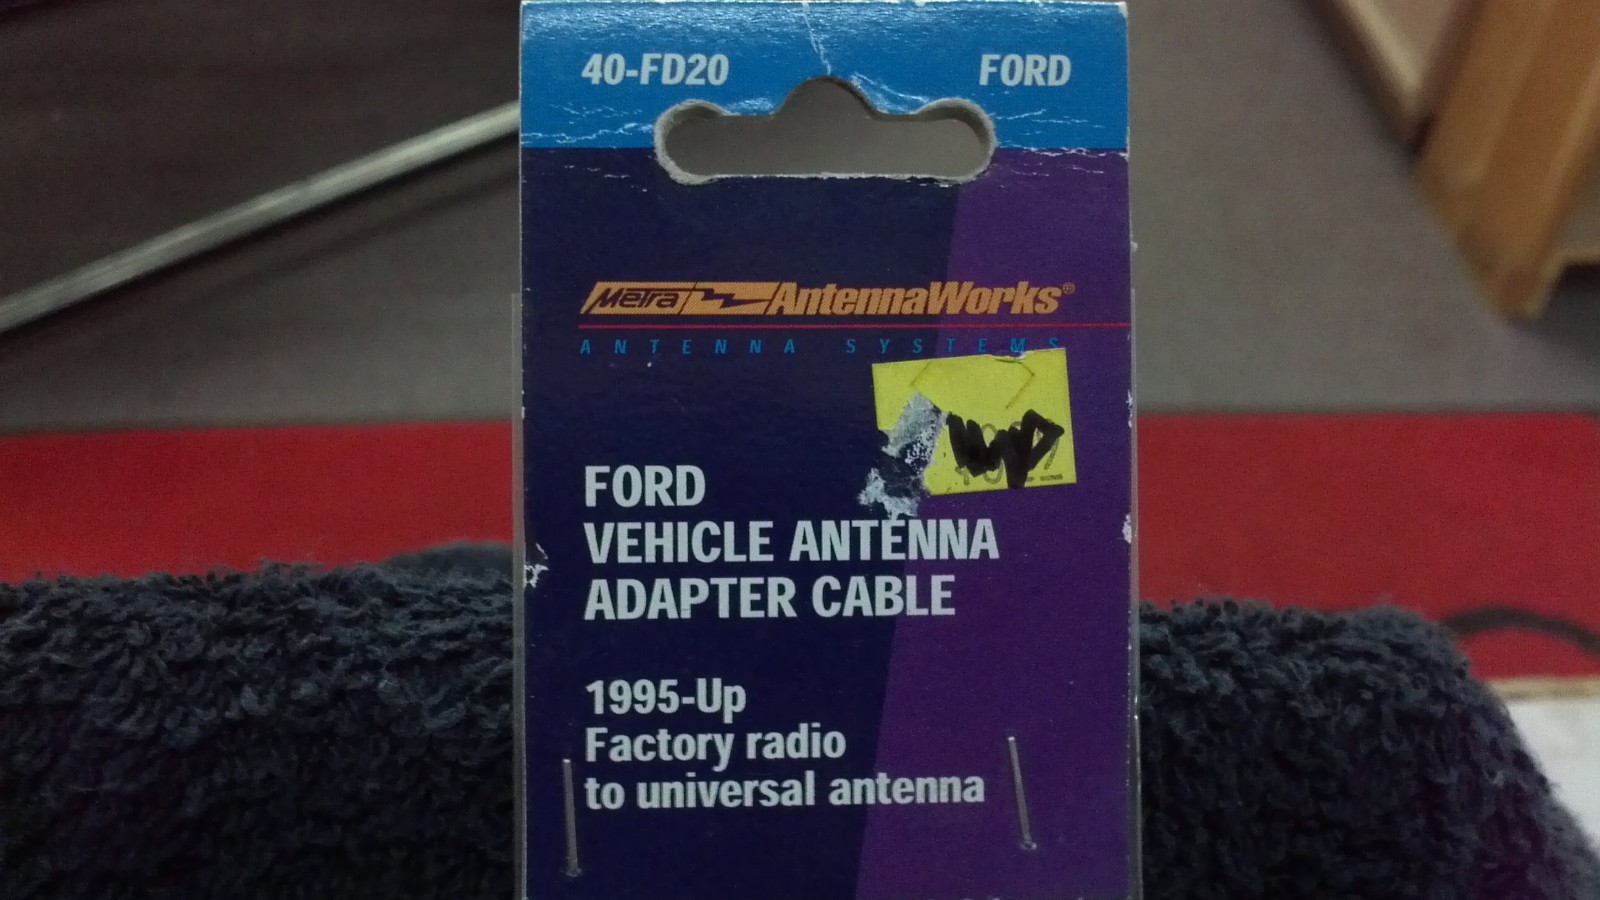 40-FD20 FORD
Metra AntennaWorks®
ANTENNA SYSTEMS
FORD
VEHICLE ANTENNA
ADAPTER CABLE
1995-Up
Factory radio
to universal antenna